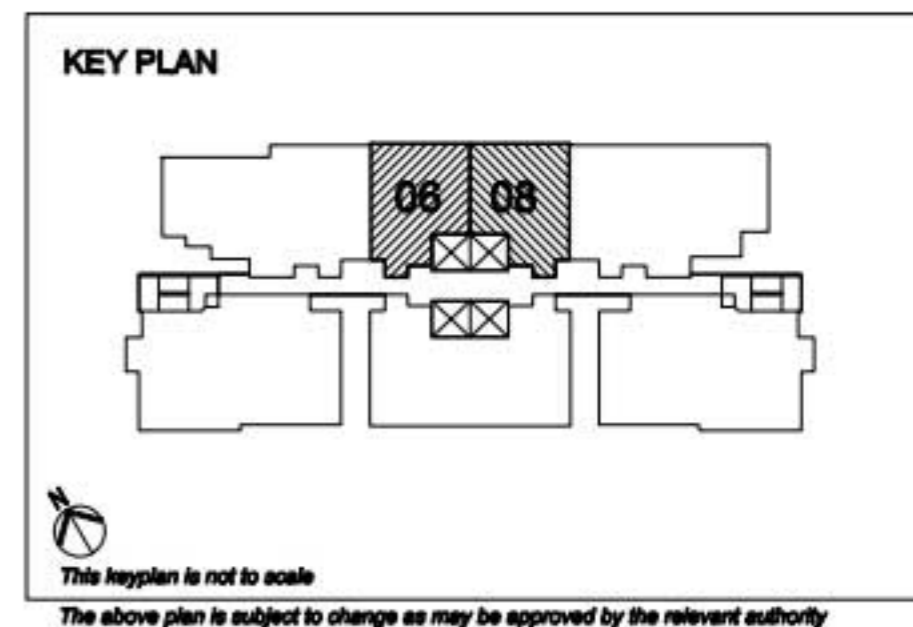 KEY PLAN
06 08
N
This keyplan is not to scale
The above plan is subject to change as may be approved by the relevant authority